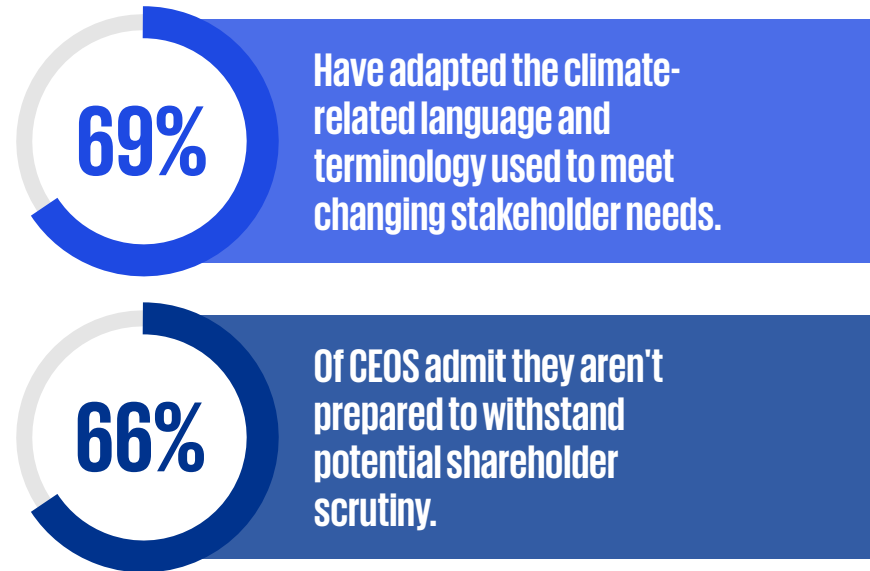 69%
Have adapted the climate-
related language and
terminology used to meet
changing stakeholder needs.
66%
Of CEOS admit they aren't
prepared to withstand
potential shareholder
scrutiny.